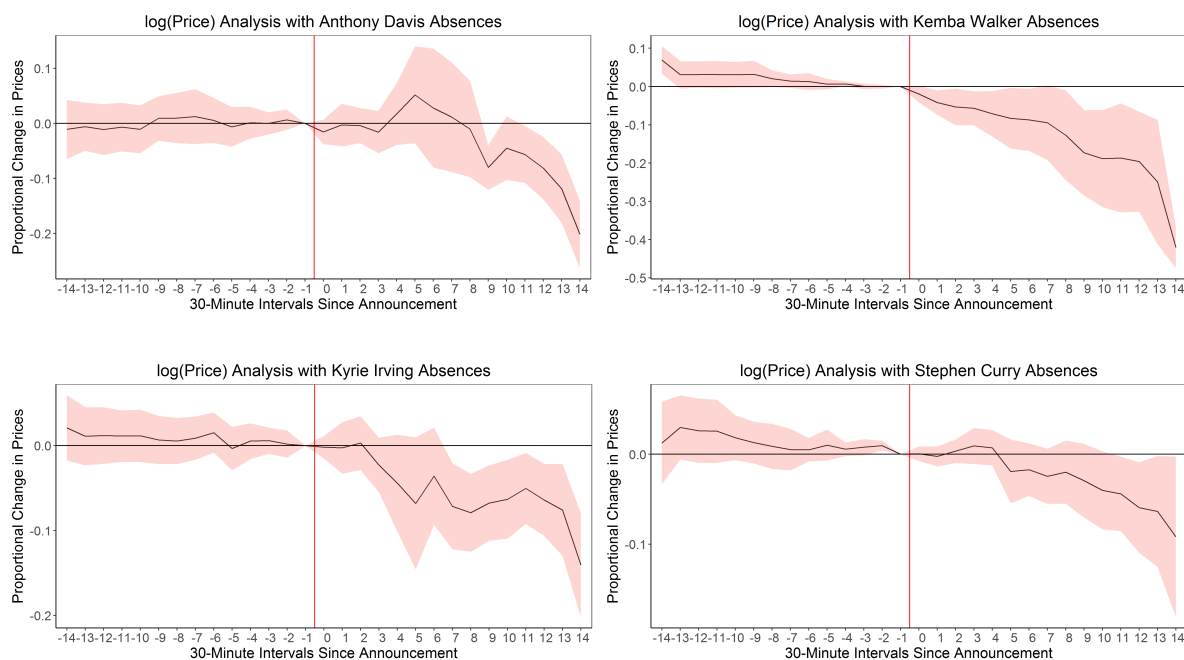 log(Price) Analysis with Anthony Davis Absences
Proportional Change in Prices
0.1
0.0
-0.1
-0.2
-14 -13 -12 -11 -10 -9 -8 -7 -6 -5 -4 -3 -2 -1 0 1 2 3 4 5 6 7 8 9 10 11 12 13 14
30-Minute Intervals Since Announcement
log(Price) Analysis with Kemba Walker Absences
Proportional Change in Prices
0.1
0.0
-0.1
-0.2
-0.3
-0.4
-0.5
-14 -13 -12 -11 -10 -9 -8 -7 -6 -5 -4 -3 -2 -1 0 1 2 3 4 5 6 7 8 9 10 11 12 13 14
30-Minute Intervals Since Announcement
log(Price) Analysis with Kyrie Irving Absences
Proportional Change in Prices
0.0
-0.1
-0.2
-14 -13 -12 -11 -10 -9 -8 -7 -6 -5 -4 -3 -2 -1 0 1 2 3 4 5 6 7 8 9 10 11 12 13 14
30-Minute Intervals Since Announcement
log(Price) Analysis with Stephen Curry Absences
Proportional Change in Prices
0.0
-0.1
-14 -13 -12 -11 -10 -9 -8 -7 -6 -5 -4 -3 -2 -1 0 1 2 3 4 5 6 7 8 9 10 11 12 13 14
30-Minute Intervals Since Announcement